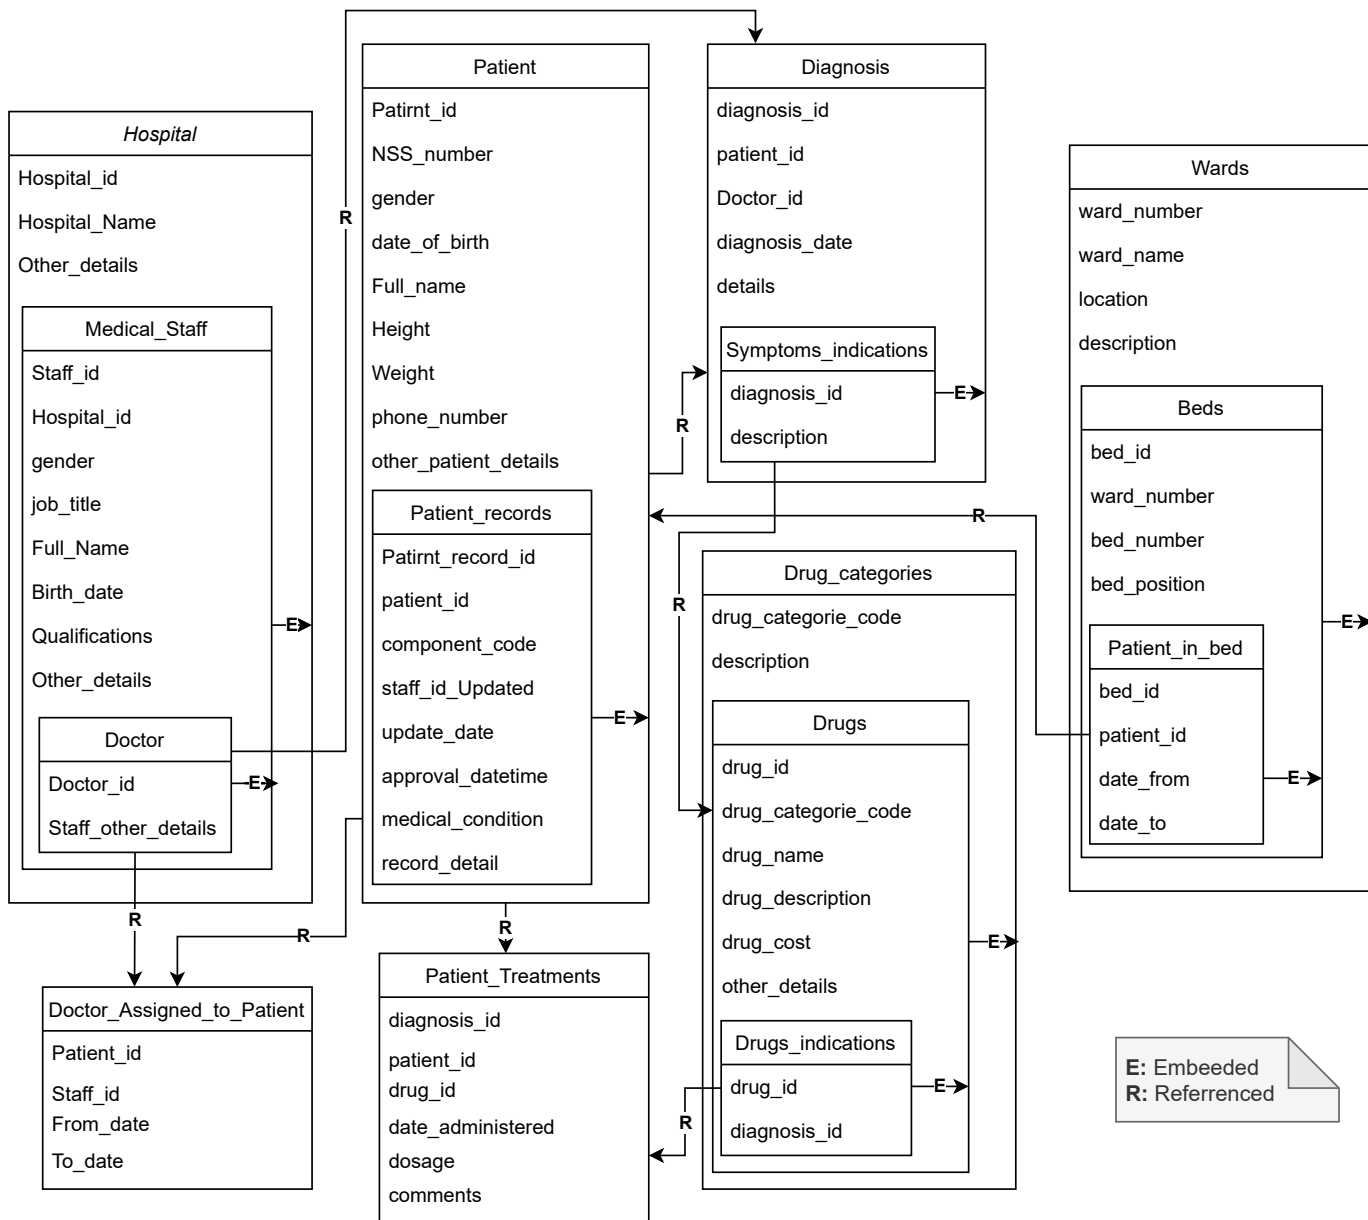 Hospital
Hospital_id
Hospital_Name
Other_details
Medical_Staff
Staff_id
Hospital_id
gender
job_title
Full_Name
Birth_date
Qualifications
Other_details
E
Doctor
Doctor_id
Staff_other_details
E
R
R
R
Doctor_Assigned_to_Patient
Patient_id
Staff_id
From_date
To_date
Patient
Patirnt_id
NSS_number
gender
date_of_birth
Full_name
Height
Weight
phone_number
other_patient_details
Patient_records
Patirnt_record_id
patient_id
component_code
staff_id_Updated
update_date
approval_datetime
medical_condition
record_detail
E
R
R
Patient_Treatments
diagnosis_id
patient_id
drug_id
date_administered
dosage
comments
Diagnosis
diagnosis_id
patient_id
Doctor_id
diagnosis_date
details
Symptoms_indications
diagnosis_id
description
E
R
R
Drug_categories
drug_categorie_code
description
Drugs
drug_id
drug_categorie_code
drug_name
drug_description
drug_cost
other_details
E
Drugs_indications
drug_id
diagnosis_id
E
R
Wards
ward_number
ward_name
location
description
Beds
bed_id
ward_number
bed_number
bed_position
E
Patient_in_bed
bed_id
patient_id
date_from
date_to
E
E: Embeeded
R: Referrenced